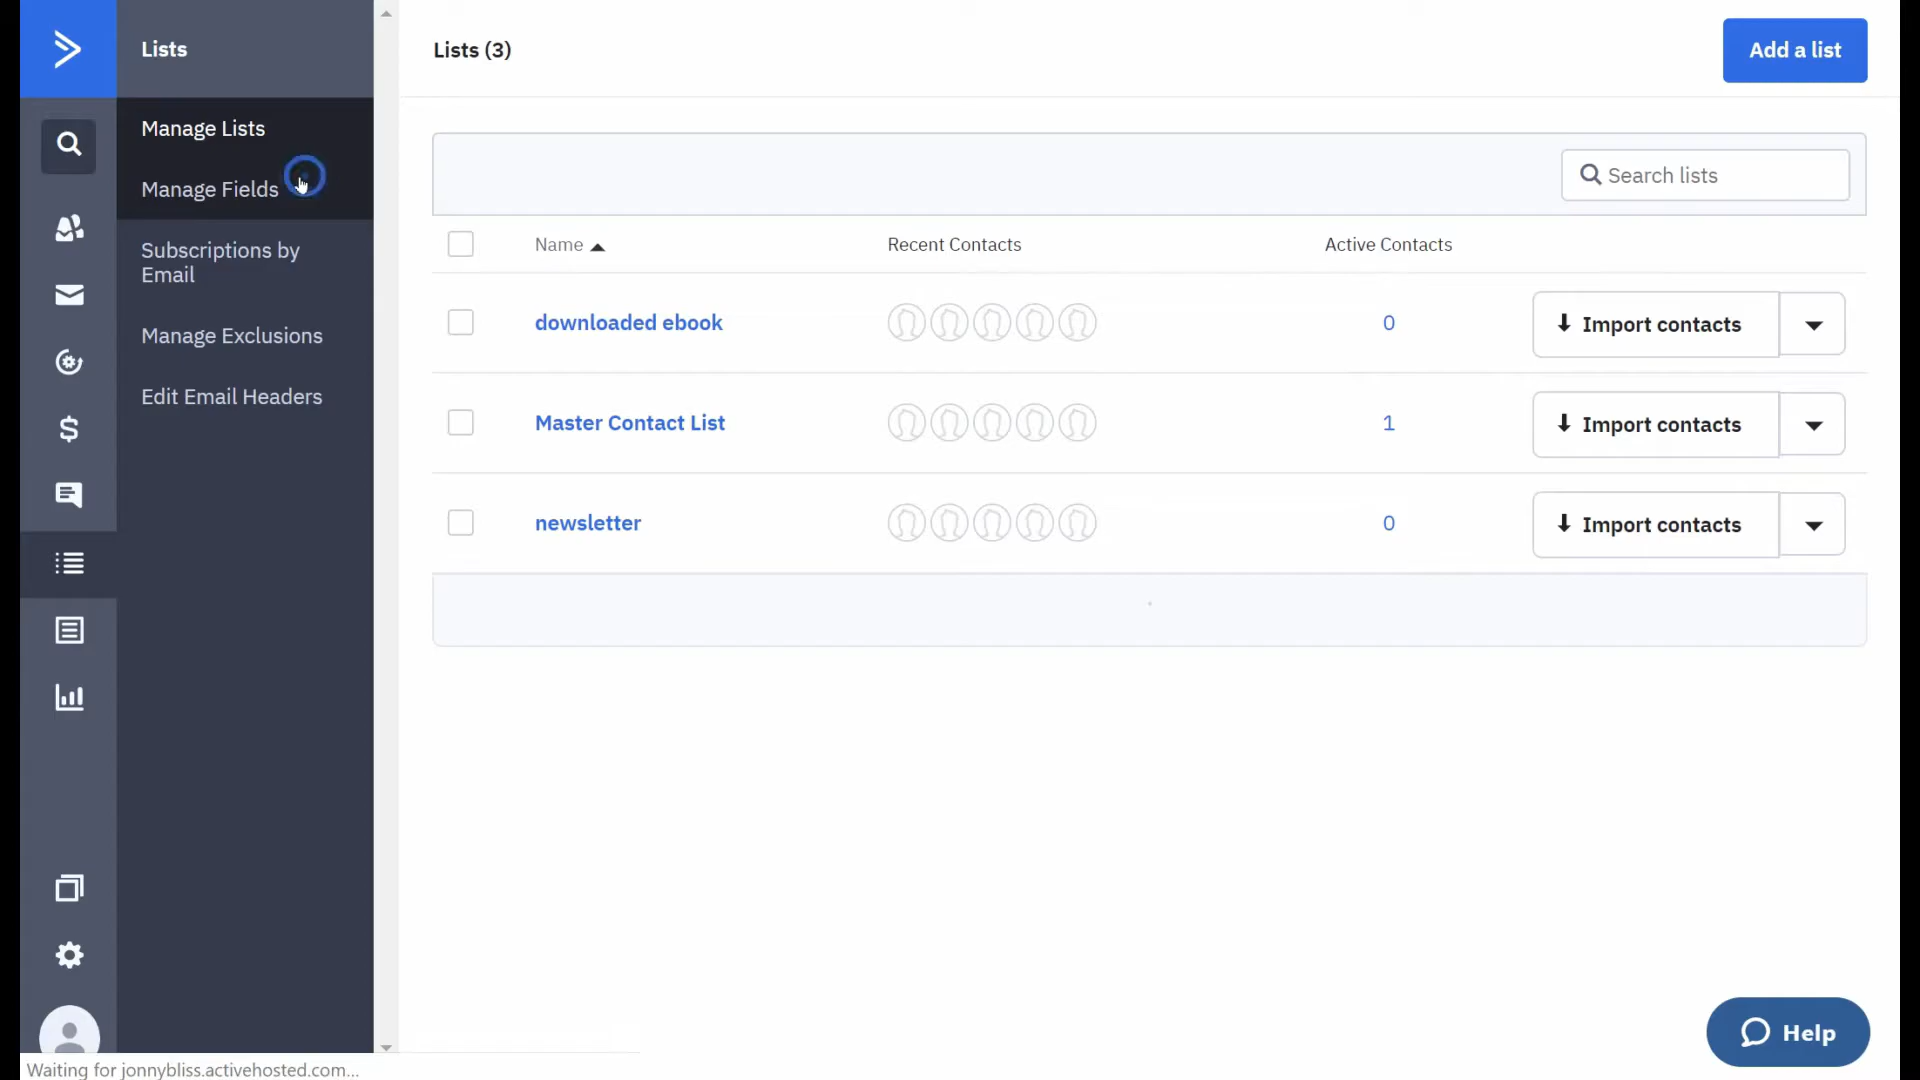 Lists
Lists (3)
Add a list
Manage Lists
Manage Fields
Subscriptions by
Email
Manage Exclusions
Edit Email Headers
Search lists
Name Recent Contacts Active Contacts
downloaded ebook 0 Import contacts
Master Contact List 1 Import contacts
newsletter 0 Import contacts
Help
Waiting for jonnybliss.activehosted.com...